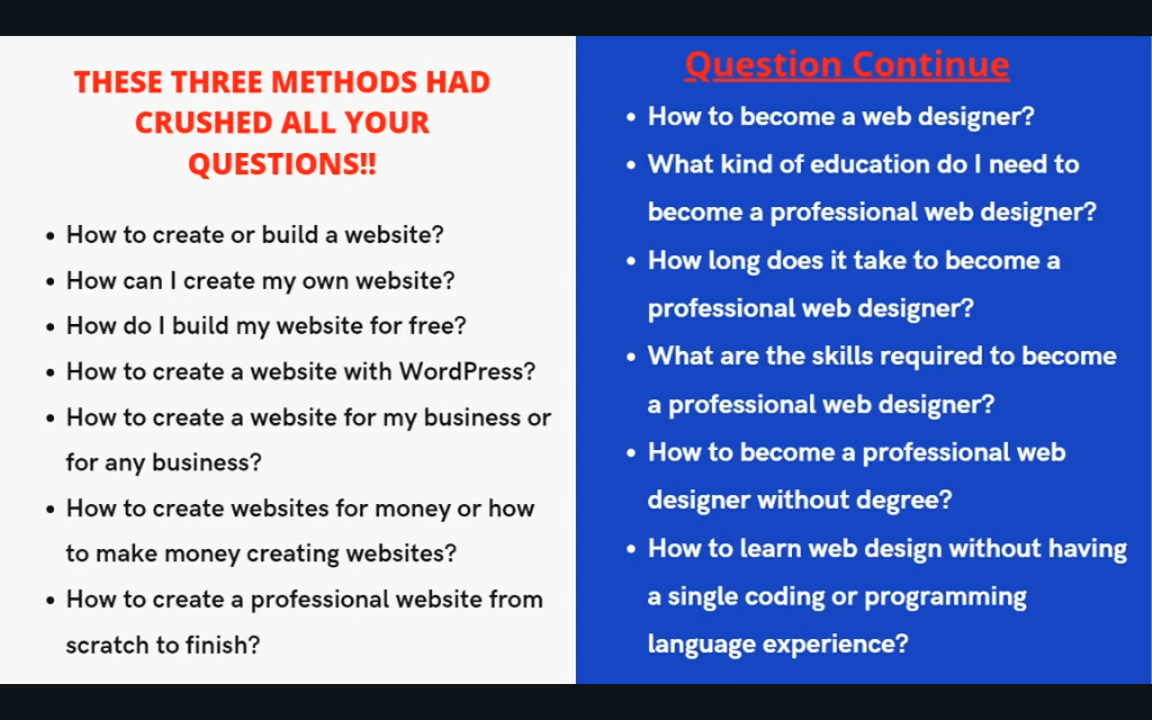 THESE THREE METHODS HAD
CRUSHED ALL YOUR
QUESTIONS!!
• How to create or build a website?
• How can I create my own website?
• How do I build my website for free?
• How to create a website with WordPress?
• How to create a website for my business or
for any business?
• How to create websites for money or how
to make money creating websites?
• How to create a professional website from
scratch to finish?
Question Continue
• How to become a web designer?
• What kind of education do I need to
become a professional web designer?
• How long does it take to become a
professional web designer?
• What are the skills required to become
a professional web designer?
• How to become a professional web
designer without degree?
• How to learn web design without having
a single coding or programming
language experience?